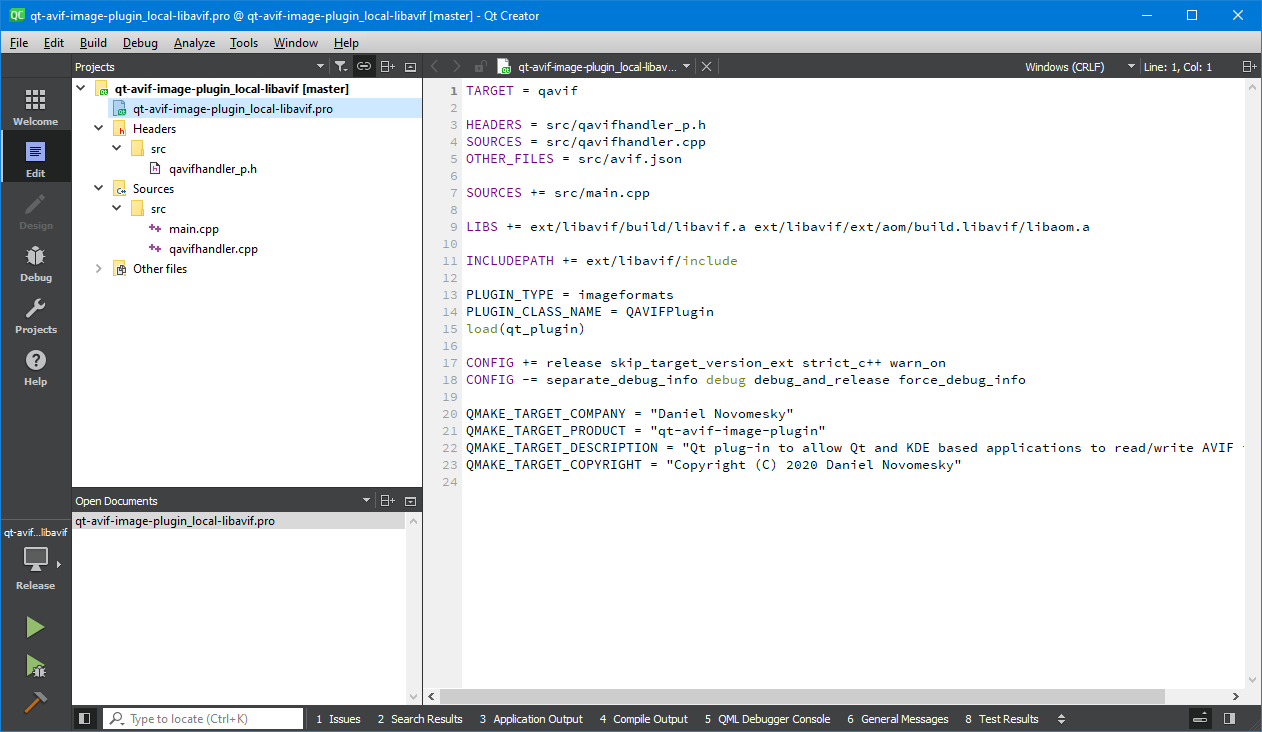 qt-avif-image-plugin_local-libavif.pro @ qt-avif-image-plugin_local-libavif [master] - Qt Creator
File Edit Build Debug Analyze Tools Window Help
Projects
qt-avif-image-plugin_local-libav...
Windows (CRLF)
Line: 1, Col: 1
Welcome
Edit
Design
Debug
Projects
Help
qt-avif...libavif
Release
qt-avif-image-plugin_local-libavif [master]
qt-avif-image-plugin_local-libavif.pro
Headers
src
qavifhandler_p.h
Sources
src
main.cpp
qavifhandler.cpp
Other files
Open Documents
qt-avif-image-plugin_local-libavif.pro
1 TARGET = qavif
2
3 HEADERS = src/qavifhandler_p.h
4 SOURCES = src/qavifhandler.cpp
5 OTHER_FILES = src/avif.json
6
7 SOURCES += src/main.cpp
8
9 LIBS += ext/libavif/build/libavif.a ext/libavif/ext/aom/build.libavif/libaom.a
10
11 INCLUDEPATH += ext/libavif/include
12
13 PLUGIN_TYPE = imageformats
14 PLUGIN_CLASS_NAME = QAVIFPlugin
15 load(qt_plugin)
16
17 CONFIG += release skip_target_version_ext strict_c++ warn_on
18 CONFIG -= separate_debug_info debug debug_and_release force_debug_info
19
20 QMAKE_TARGET_COMPANY = "Daniel Novomesky"
21 QMAKE_TARGET_PRODUCT = "qt-avif-image-plugin"
22 QMAKE_TARGET_DESCRIPTION = "Qt plug-in to allow Qt and KDE based applications to read/write AVIF
23 QMAKE_TARGET_COPYRIGHT = "Copyright (C) 2020 Daniel Novomesky"
24
Type to locate (Ctrl+K)
1 Issues 2 Search Results 3 Application Output 4 Compile Output 5 QML Debugger Console 6 General Messages 8 Test Results